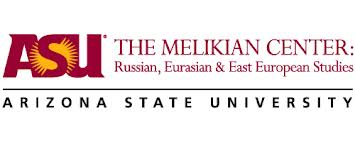 ASU THE MELIKIAN CENTER:
Russian, Eurasian & East European Studies
ARIZONA STATE UNIVERSITY